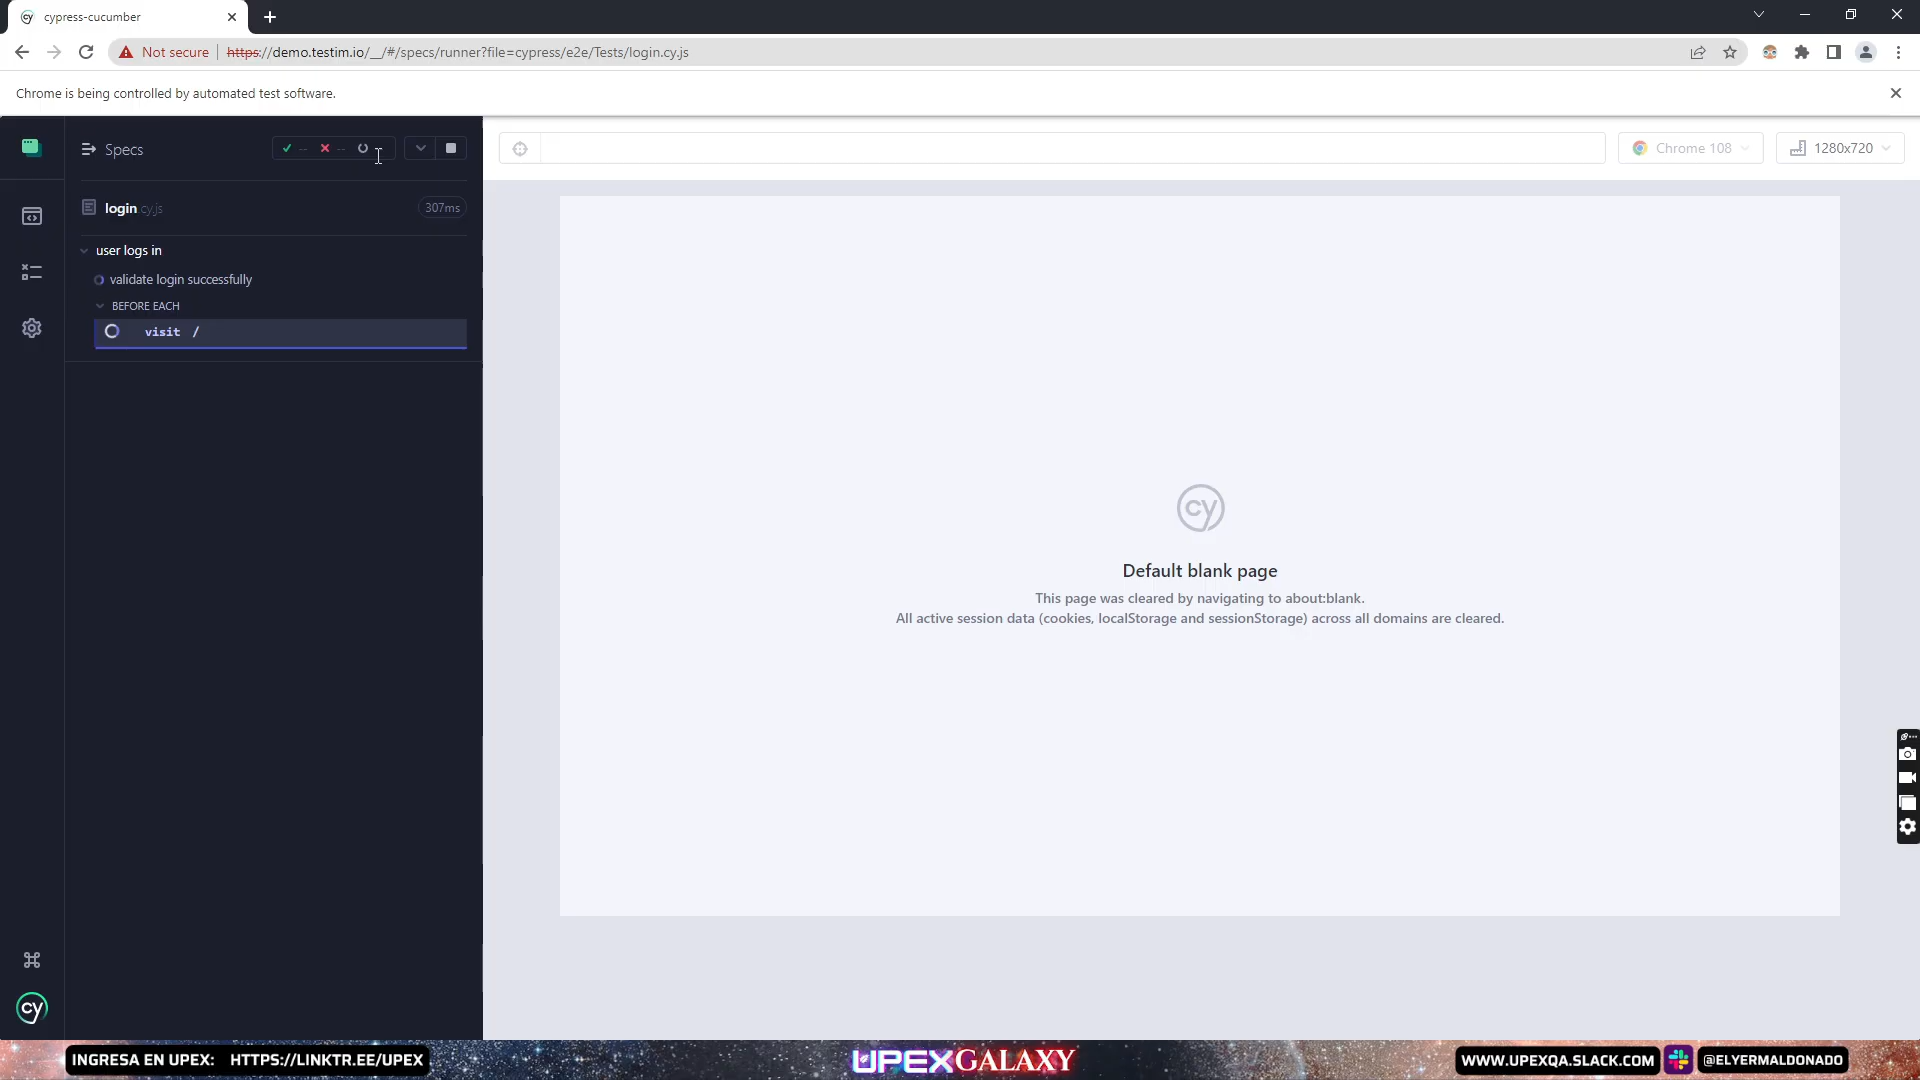 cypress-cucumber
Not secure
https://demo.testim.io/__/#/specs/runner?file=cypress/e2e/Tests/login.cy.js
Chrome is being controlled by automated test software.
Specs
--
--
login.cy.js
307ms
user logs in
validate login successfully
BEFORE EACH
visit /
Chrome 108
1280x720
cy
Default blank page
This page was cleared by navigating to about:blank.
All active session data (cookies, localStorage and sessionStorage) across all domains are cleared.
cy
INGRESA EN UPEX: HTTPS://LINKTR.EE/UPEX
UPEXGALAXY
WWW.UPEXQA.SLACK.COM
@ELYERMALDONADO